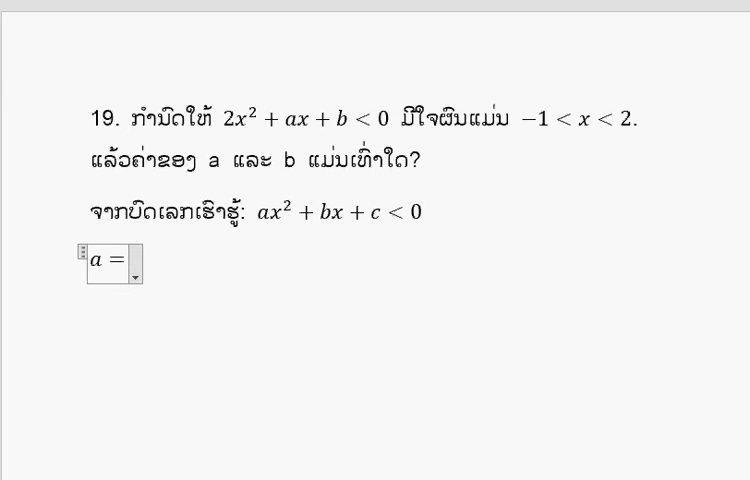 19. ກຳນົດໃຫ້ 2x² + ax + b < 0 ມີໃຈຜົນແມ່ນ −1 < x < 2.
ແລ້ວຄ່າຂອງ a ແລະ b ແມ່ນເທົ່າໃດ?
ຈາກບົດເລກເຮົາຮູ້: ax² + bx + c < 0
a =